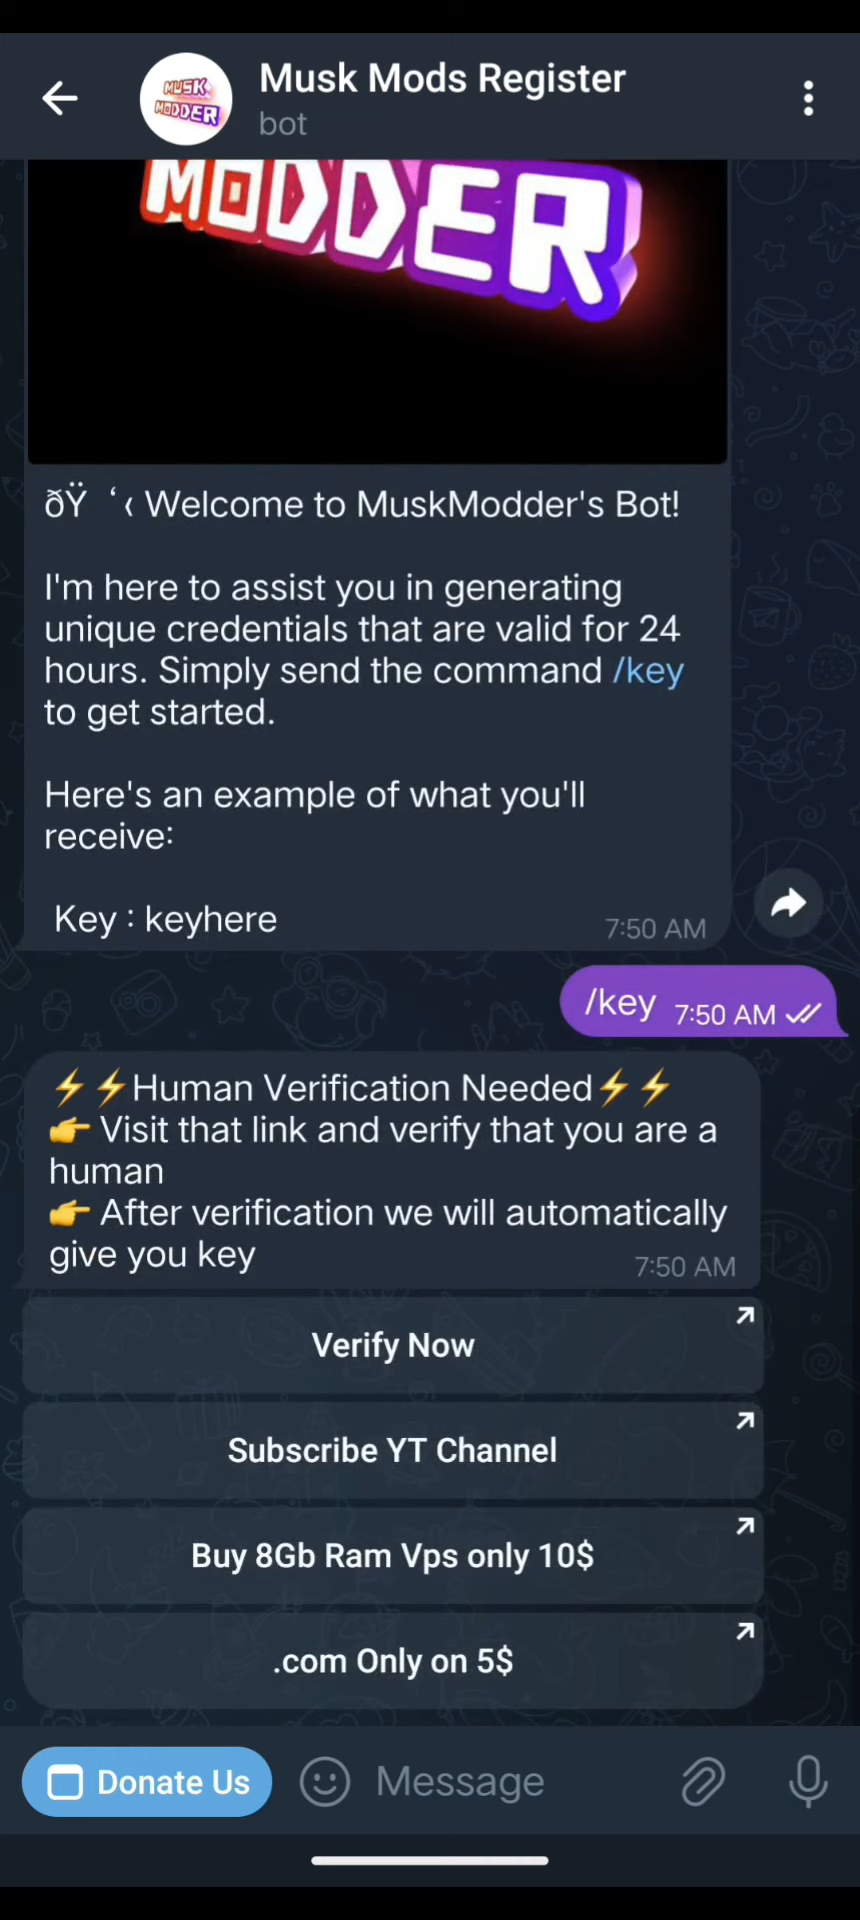 MUSK
MODDER
Musk Mods Register
bot
MODDER
ðŸ ‘‹ Welcome to MuskModder's Bot!
I'm here to assist you in generating
unique credentials that are valid for 24
hours. Simply send the command /key
to get started.
Here's an example of what you'll
receive:
Key : keyhere
7:50 AM
/key 7:50 AM
⚡⚡Human Verification Needed⚡⚡
👉 Visit that link and verify that you are a
human
👉 After verification we will automatically
give you key
7:50 AM
Verify Now
Subscribe YT Channel
Buy 8Gb Ram Vps only 10$
.com Only on 5$
Donate Us
Message